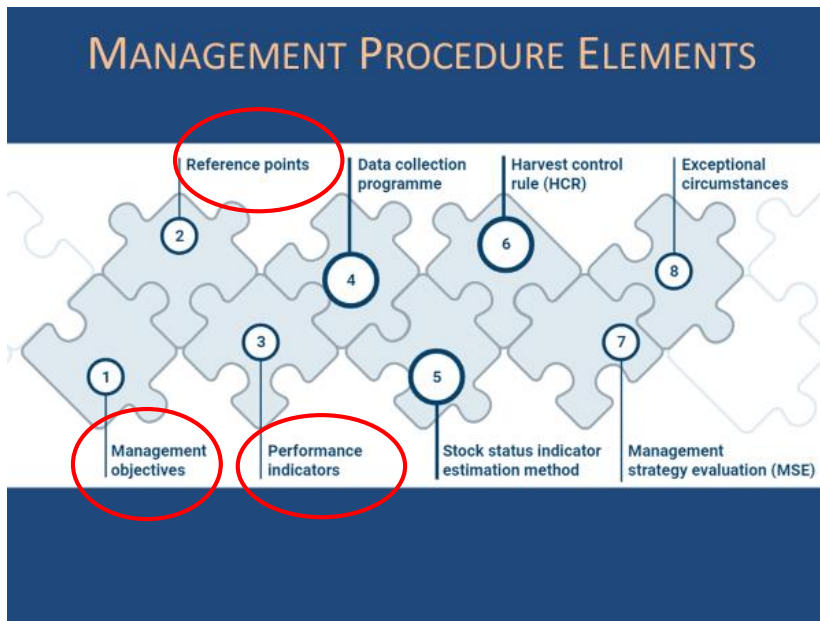 MANAGEMENT PROCEDURE ELEMENTS
Reference points
Data collection
programme
Harvest control
rule (HCR)
Exceptional
circumstances
2
6
4
8
3
7
1
5
Management
objectives
Performance
indicators
Stock status indicator
estimation method
Management
strategy evaluation (MSE)